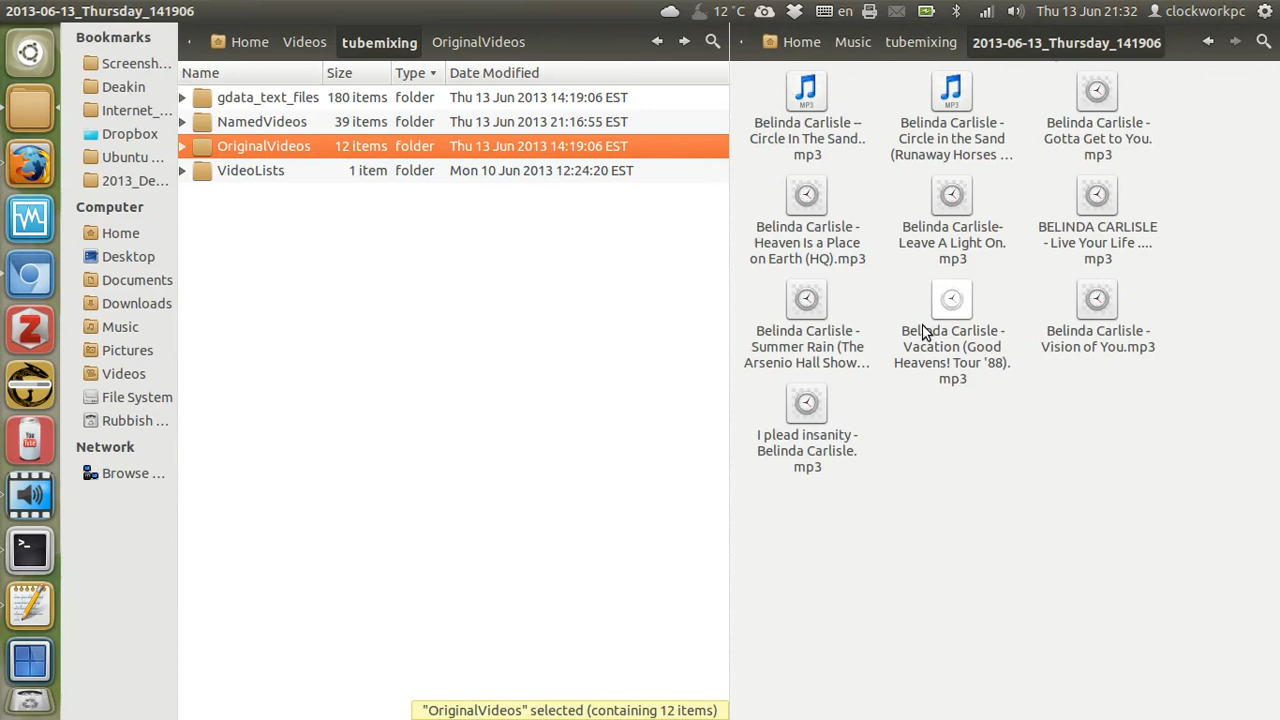 2013-06-13_Thursday_141906
12 °C
en
Thu 13 Jun 21:32
clockworkpc
Bookmarks
Screensh...
Deakin
Internet_...
Dropbox
Ubuntu ...
2013_De...
Computer
Home
Desktop
Documents
Downloads
Music
Pictures
Videos
File System
Rubbish ...
Network
Browse ...
Home Videos tubemixing OriginalVideos
Name Size Type Date Modified
gdata_text_files 180 items folder Thu 13 Jun 2013 14:19:06 EST
NamedVideos 39 items folder Thu 13 Jun 2013 21:16:55 EST
OriginalVideos 12 items folder Thu 13 Jun 2013 14:19:06 EST
VideoLists 1 item folder Mon 10 Jun 2013 12:24:20 EST
"OriginalVideos" selected (containing 12 items)
Home Music tubemixing 2013-06-13_Thursday_141906
MP3
Belinda Carlisle --
Circle In The Sand..
mp3
MP3
Belinda Carlisle -
Circle in the Sand
(Runaway Horses ...
Belinda Carlisle -
Gotta Get to You.
mp3
Belinda Carlisle -
Heaven Is a Place
on Earth (HQ).mp3
Belinda Carlisle-
Leave A Light On.
mp3
BELINDA CARLISLE
- Live Your Life ....
mp3
Belinda Carlisle -
Summer Rain (The
Arsenio Hall Show...
Belinda Carlisle -
Vacation (Good
Heavens! Tour '88).
mp3
Belinda Carlisle -
Vision of You.mp3
I plead insanity -
Belinda Carlisle.
mp3
You
Tube
>_